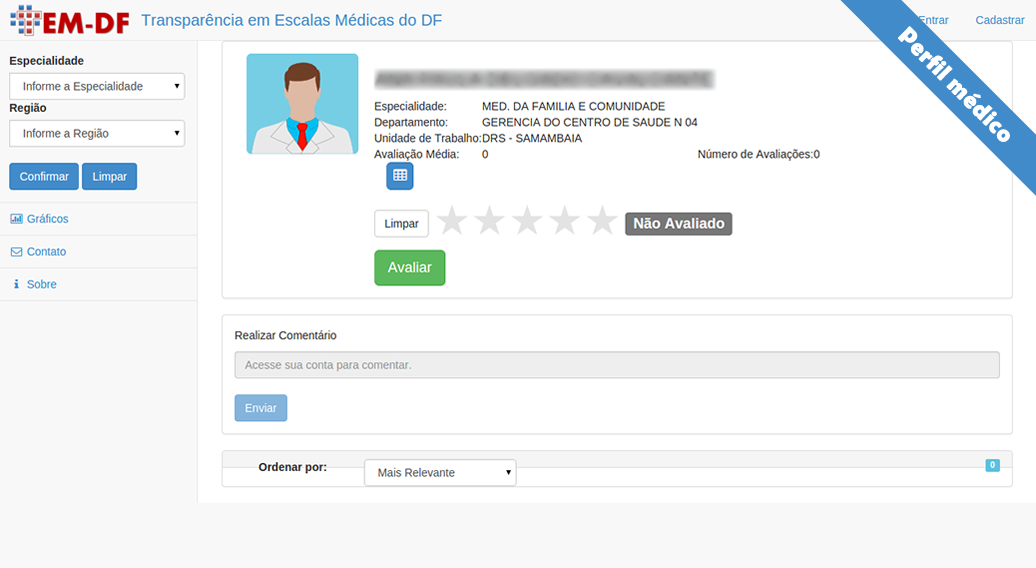 EM-DF Transparência em Escalas Médicas do DF
Entrar Cadastrar
Perfil médico
Especialidade
Informe a Especialidade
Região
Informe a Região
Confirmar Limpar
Gráficos
Contato
Sobre
Especialidade: MED. DA FAMILIA E COMUNIDADE
Departamento: GERENCIA DO CENTRO DE SAUDE N 04
Unidade de Trabalho:DRS - SAMAMBAIA
Avaliação Média: 0 Número de Avaliações:0
Limpar Não Avaliado
Avaliar
Realizar Comentário
Acesse sua conta para comentar.
Enviar
Ordenar por: Mais Relevante 0